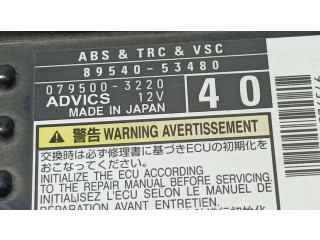 ABS & TRC & VSC
89540-53480
079500-3220
ADVICS 12V
MADE IN JAPAN
40
警告 WARNING AVERTISSEMENT
交換時は必ず修理書に基づきECUの初期化を
おこなってください。
INITIALIZE THE ECU ACCORDING
TO THE REPAIR MANUAL BEFORE SERVICING.
INITIALISEZ L'ECU SELON LE MANUEL DE
RÉPARATION AVANT ENTRETIEN.